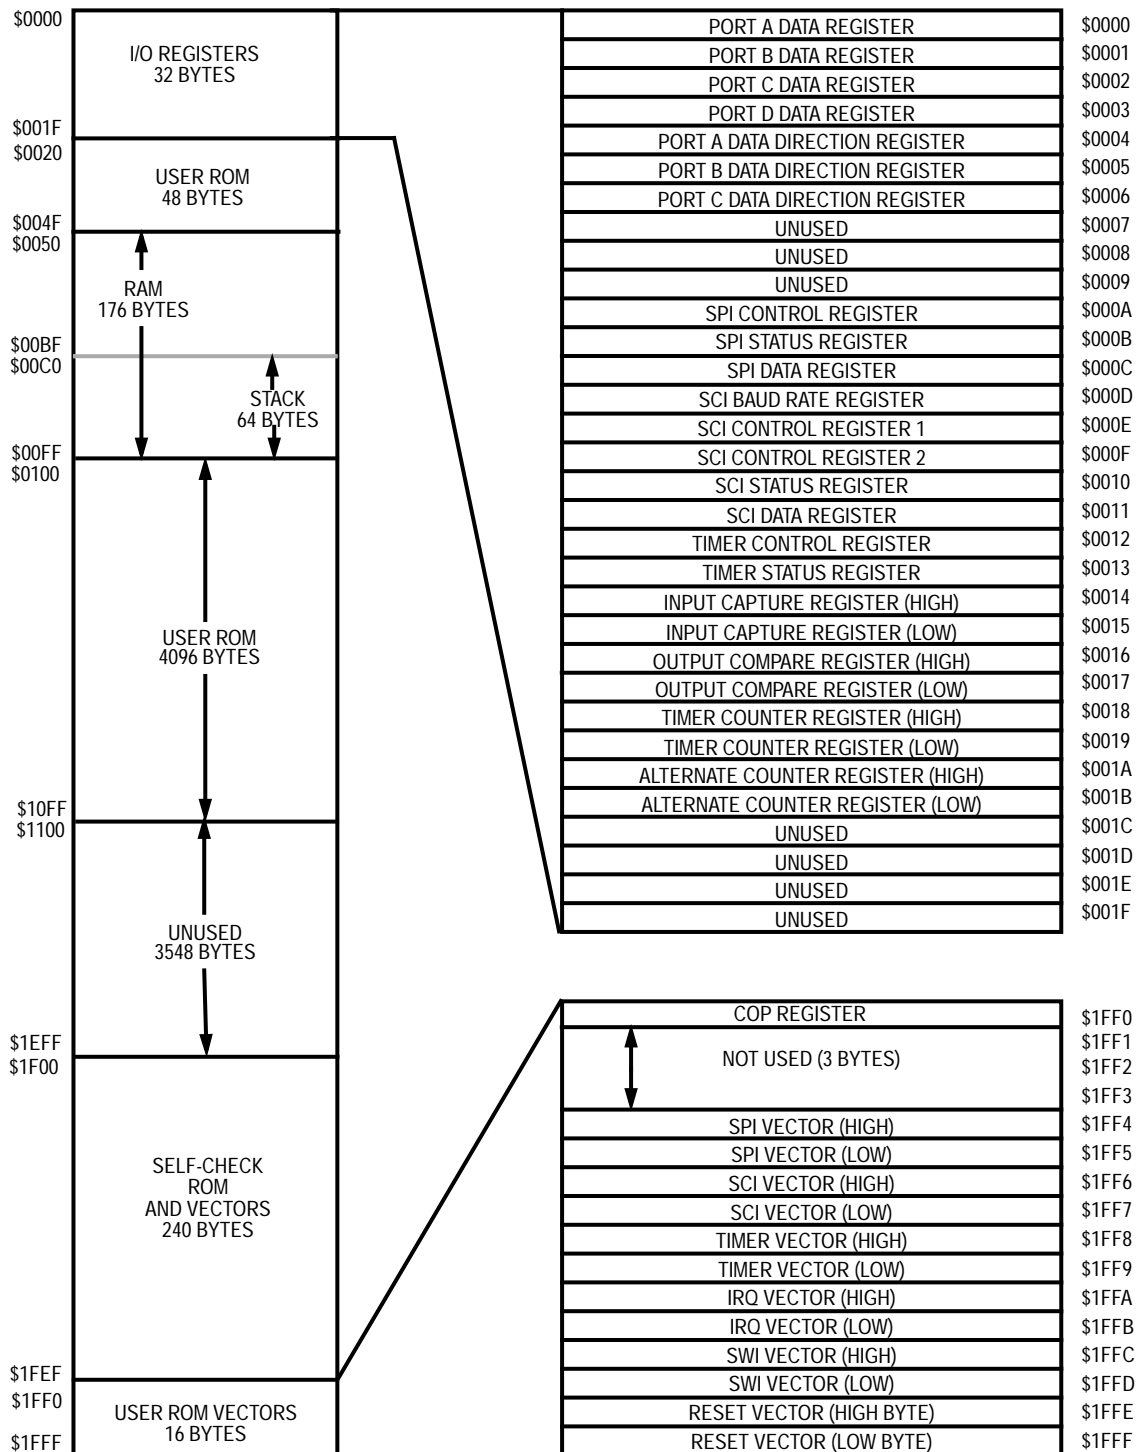 $0000
I/O REGISTERS
32 BYTES
$001F
$0020
USER ROM
48 BYTES
$004F
$0050
RAM
176 BYTES
$00BF
$00C0
STACK
64 BYTES
$00FF
$0100
USER ROM
4096 BYTES
$10FF
$1100
UNUSED
3548 BYTES
$1EFF
$1F00
SELF-CHECK
ROM
AND VECTORS
240 BYTES
$1FEF
$1FF0
USER ROM VECTORS
16 BYTES
$1FFF
PORT A DATA REGISTER $0000
PORT B DATA REGISTER $0001
PORT C DATA REGISTER $0002
PORT D DATA REGISTER $0003
PORT A DATA DIRECTION REGISTER $0004
PORT B DATA DIRECTION REGISTER $0005
PORT C DATA DIRECTION REGISTER $0006
UNUSED $0007
UNUSED $0008
UNUSED $0009
SPI CONTROL REGISTER $000A
SPI STATUS REGISTER $000B
SPI DATA REGISTER $000C
SCI BAUD RATE REGISTER $000D
SCI CONTROL REGISTER 1 $000E
SCI CONTROL REGISTER 2 $000F
SCI STATUS REGISTER $0010
SCI DATA REGISTER $0011
TIMER CONTROL REGISTER $0012
TIMER STATUS REGISTER $0013
INPUT CAPTURE REGISTER (HIGH) $0014
INPUT CAPTURE REGISTER (LOW) $0015
OUTPUT COMPARE REGISTER (HIGH) $0016
OUTPUT COMPARE REGISTER (LOW) $0017
TIMER COUNTER REGISTER (HIGH) $0018
TIMER COUNTER REGISTER (LOW) $0019
ALTERNATE COUNTER REGISTER (HIGH) $001A
ALTERNATE COUNTER REGISTER (LOW) $001B
UNUSED $001C
UNUSED $001D
UNUSED $001E
UNUSED $001F
COP REGISTER $1FF0
$1FF1
NOT USED (3 BYTES) $1FF2
$1FF3
SPI VECTOR (HIGH) $1FF4
SPI VECTOR (LOW) $1FF5
SCI VECTOR (HIGH) $1FF6
SCI VECTOR (LOW) $1FF7
TIMER VECTOR (HIGH) $1FF8
TIMER VECTOR (LOW) $1FF9
IRQ VECTOR (HIGH) $1FFA
IRQ VECTOR (LOW) $1FFB
SWI VECTOR (HIGH) $1FFC
SWI VECTOR (LOW) $1FFD
RESET VECTOR (HIGH BYTE) $1FFE
RESET VECTOR (LOW BYTE) $1FFF